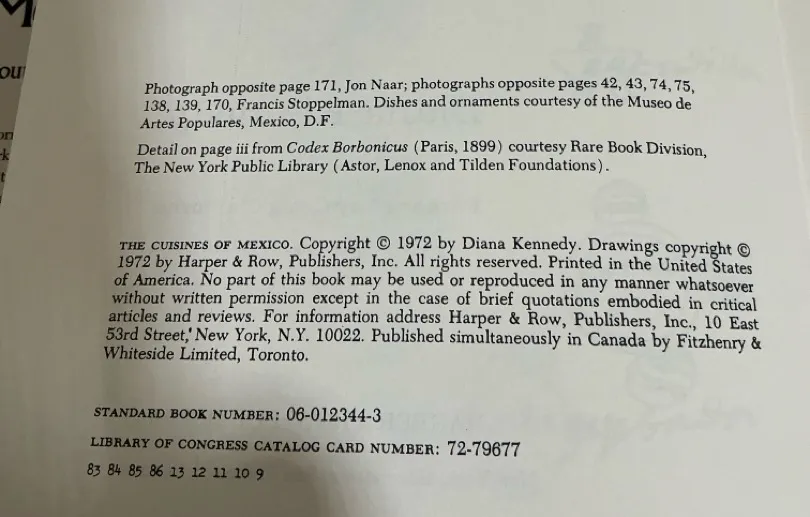 Photograph opposite page 171, Jon Naar; photographs opposite pages 42, 43, 74, 75,
138, 139, 170, Francis Stoppelman. Dishes and ornaments courtesy of the Museo de
Artes Populares, Mexico, D.F.
Detail on page iii from Codex Borbonicus (Paris, 1899) courtesy Rare Book Division,
The New York Public Library (Astor, Lenox and Tilden Foundations).
THE CUISINES OF MEXICO. Copyright © 1972 by Diana Kennedy. Drawings copyright ©
1972 by Harper & Row, Publishers, Inc. All rights reserved. Printed in the United States
of America. No part of this book may be used or reproduced in any manner whatsoever
without written permission except in the case of brief quotations embodied in critical
articles and reviews. For information address Harper & Row, Publishers, Inc., 10 East
53rd Street, New York, N.Y. 10022. Published simultaneously in Canada by Fitzhenry &
Whiteside Limited, Toronto.
STANDARD BOOK NUMBER: 06-012344-3
LIBRARY OF CONGRESS CATALOG CARD NUMBER: 72-79677
83 84 85 86 13 12 11 10 9